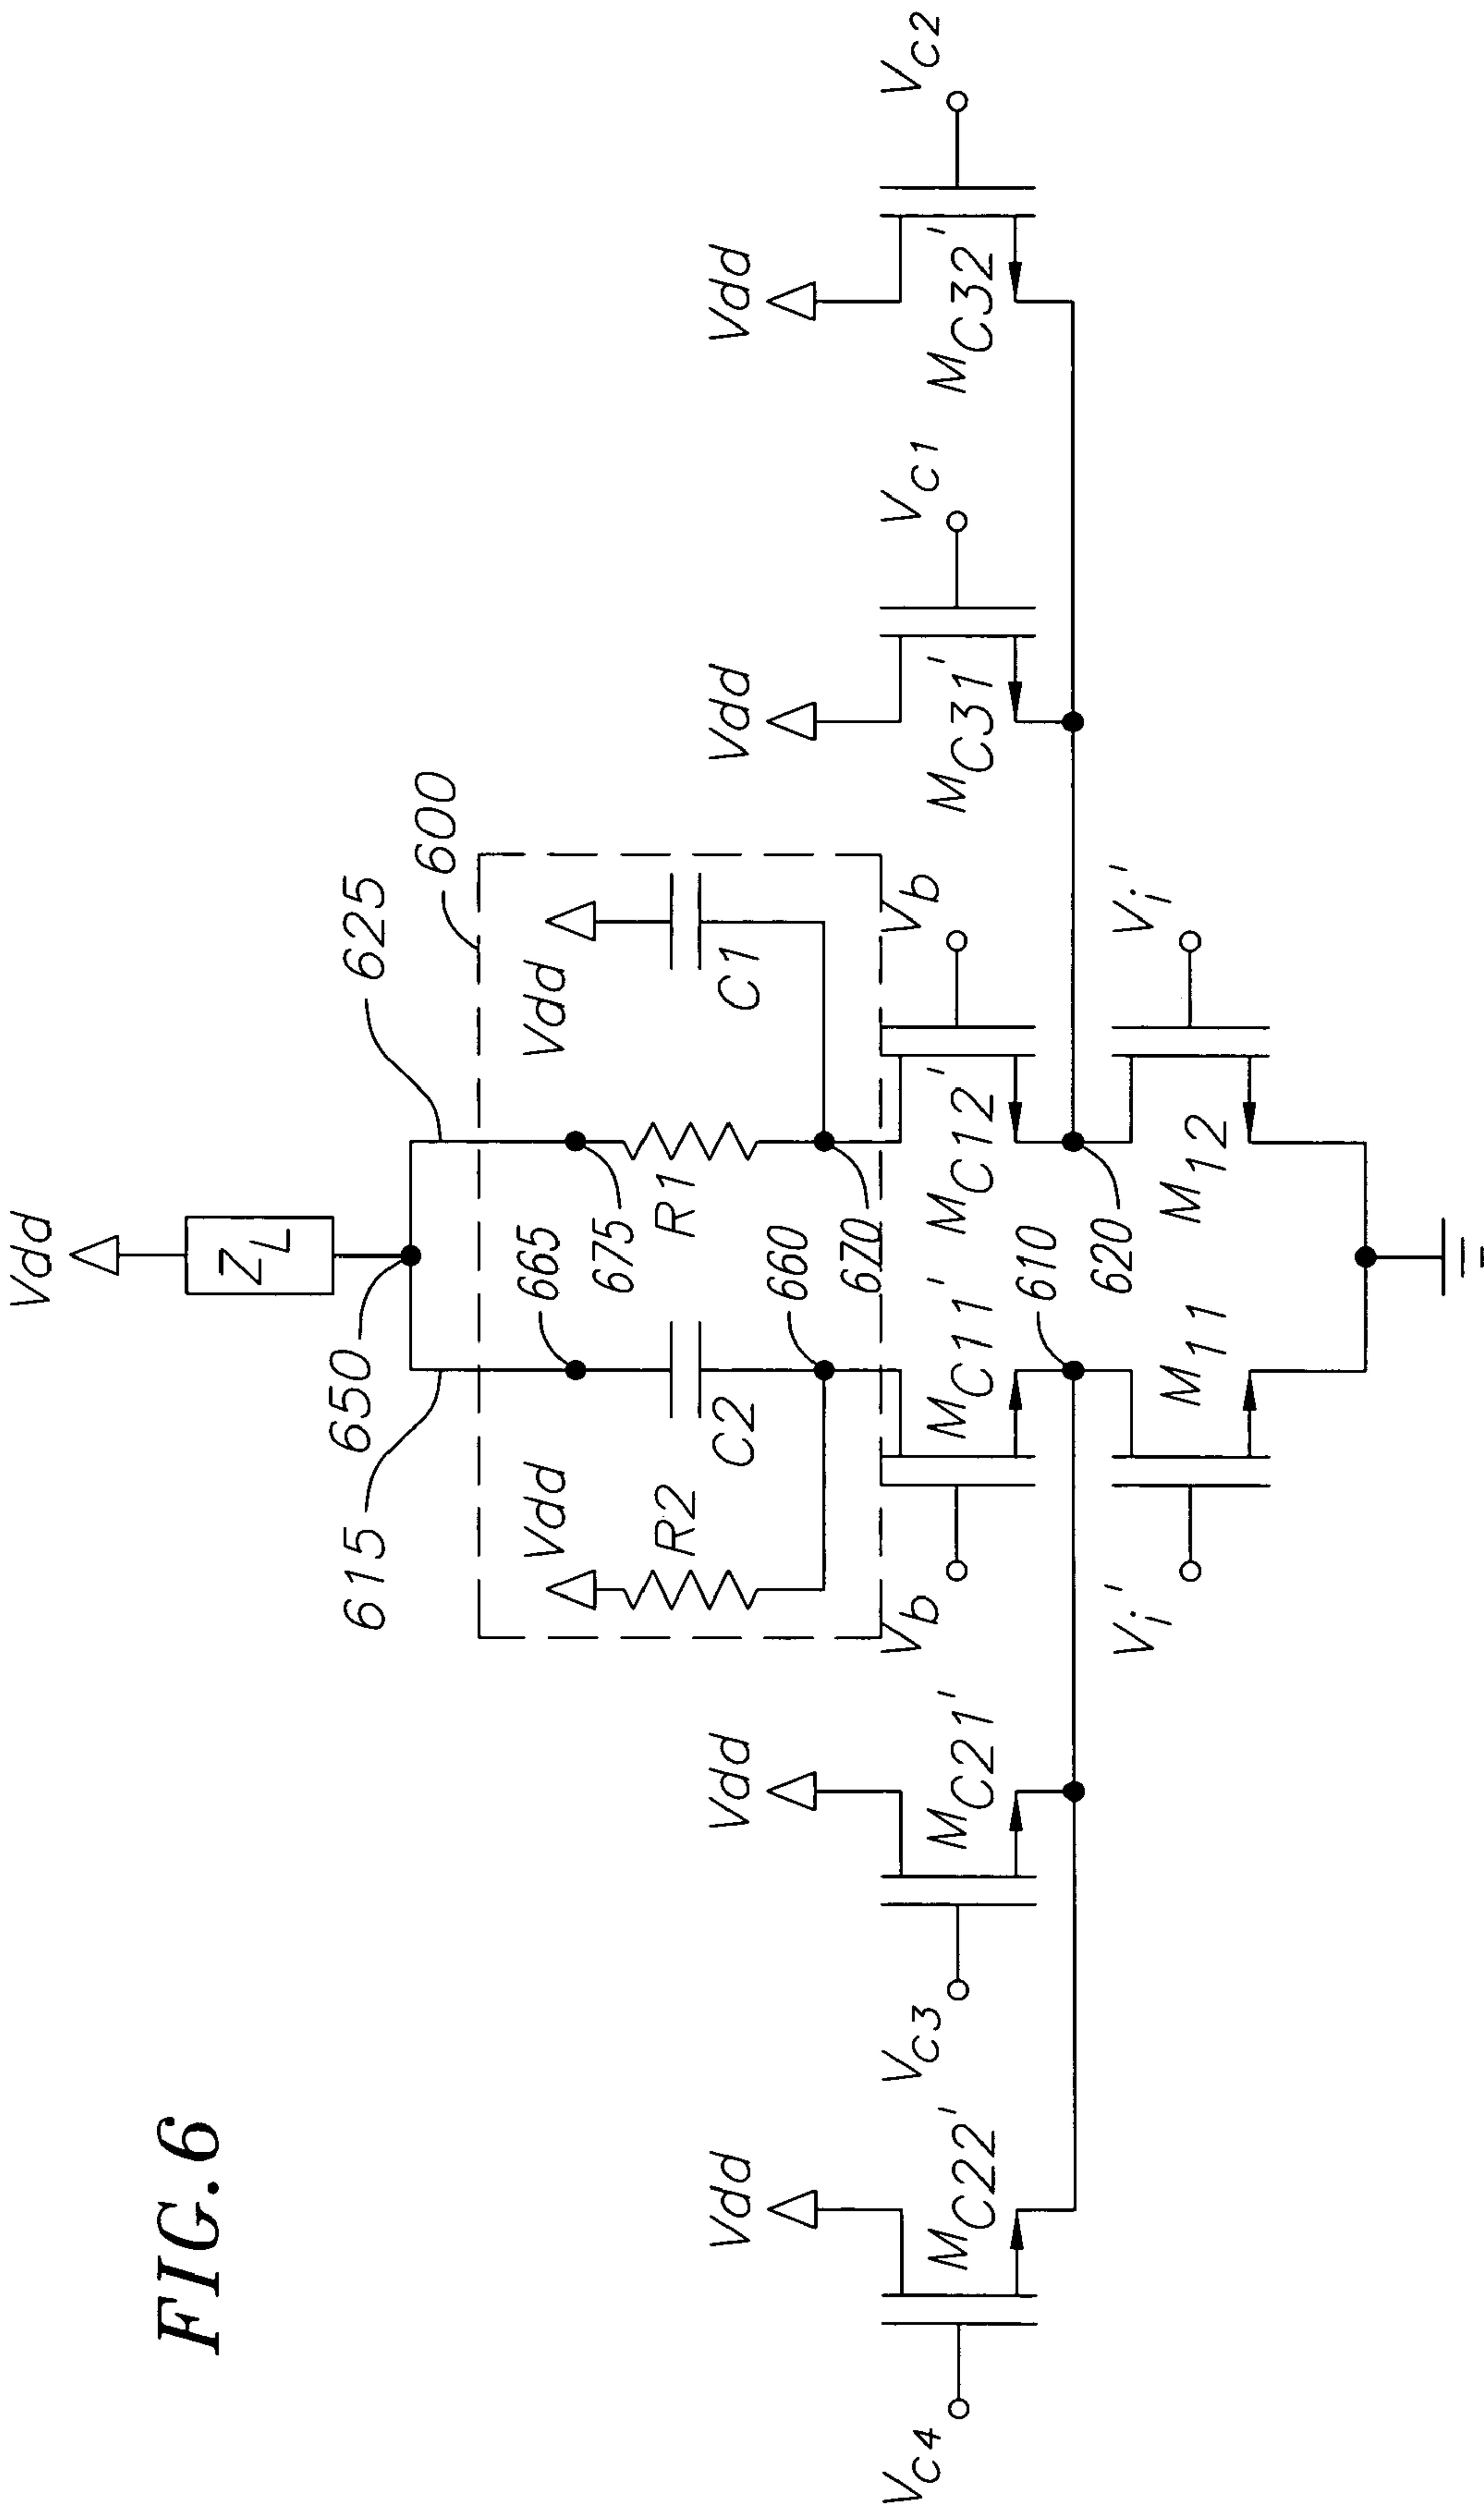 FIG.6
Vdd
Z_L
650
615
625
600
Vdd
Vdd
665
675
R2
C2
R1
C1
660
670
Vdd
Vdd
Vdd
Vdd
V_C4
M_C22'
V_C3
M_C21'
V_b
M_C11'
M_C12'
V_b
M_C31'
V_C1
M_C32'
V_C2
610
620
V_i'
M_11
M_12
V_i'